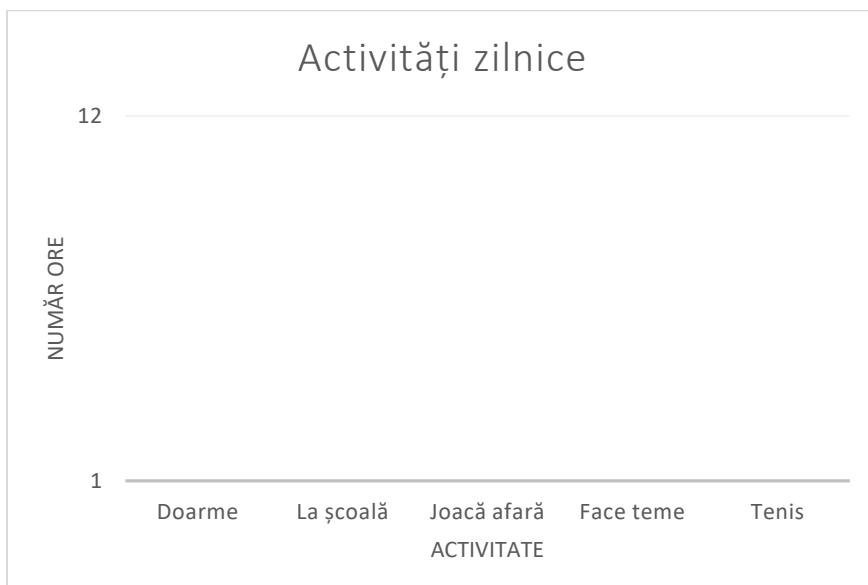 Activități zilnice
12
NUMĂR ORE
1
Doarme La școală Joacă afară Face teme Tenis
ACTIVITATE